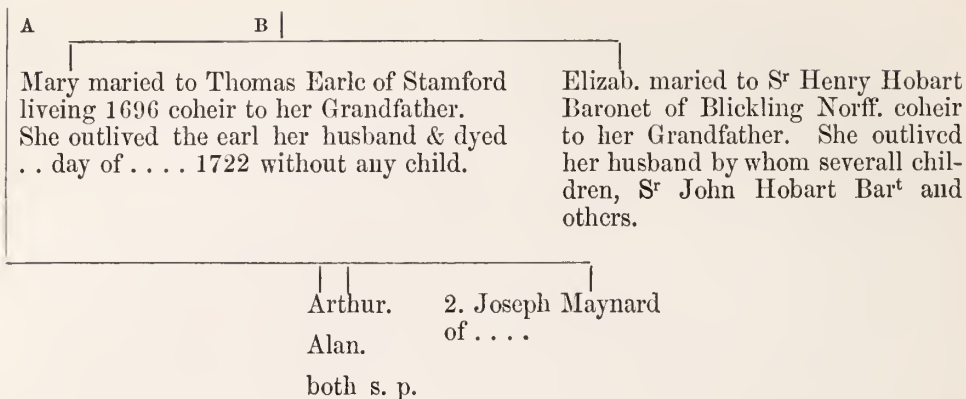 A B
Mary maried to Thomas Earle of Stamford
liveing 1696 coheir to her Grandfather.
She outlived the earl her husband & dyed
. . day of . . . . 1722 without any child.
Elizab. maried to Sʳ Henry Hobart
Baronet of Blickling Norff. coheir
to her Grandfather. She outlived
her husband by whom severall chil-
dren, Sʳ John Hobart Barᵗ and
others.
Arthur.
Alan.
both s. p.
2. Joseph Maynard
of . . . .